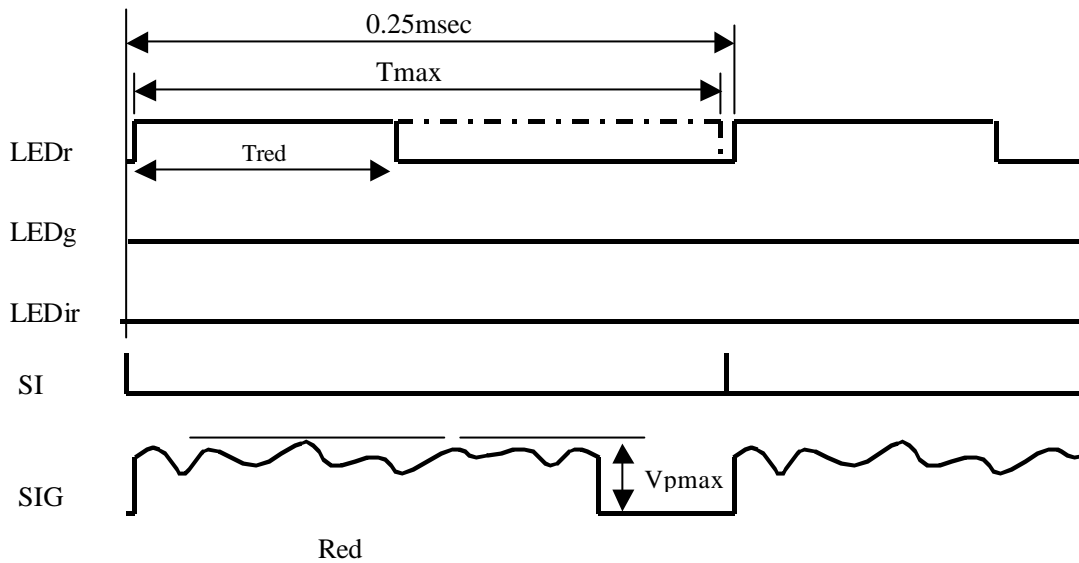 0.25msec
Tmax
LEDr
Tred
LEDg
LEDir
SI
SIG
Vpmax
Red